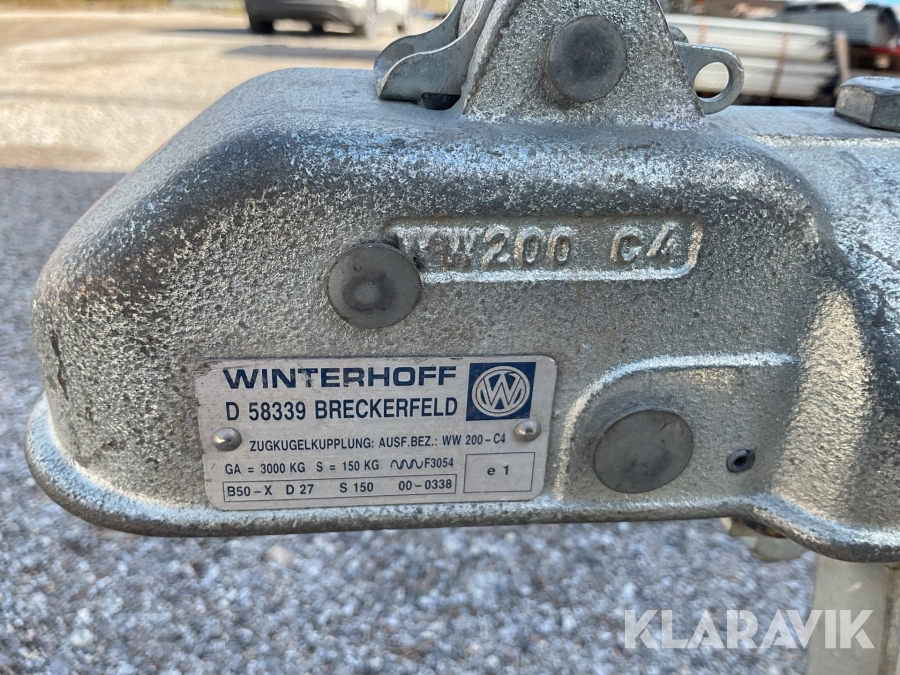 WW200 C4
WINTERHOFF
D 58339 BRECKERFELD
W
ZUGKUGELKUPPLUNG: AUSF.BEZ.: WW 200-C4
GA = 3000 KG S = 150 KG F3054
e 1
B50-X D 27 S 150 00-0338
KLARAVIK